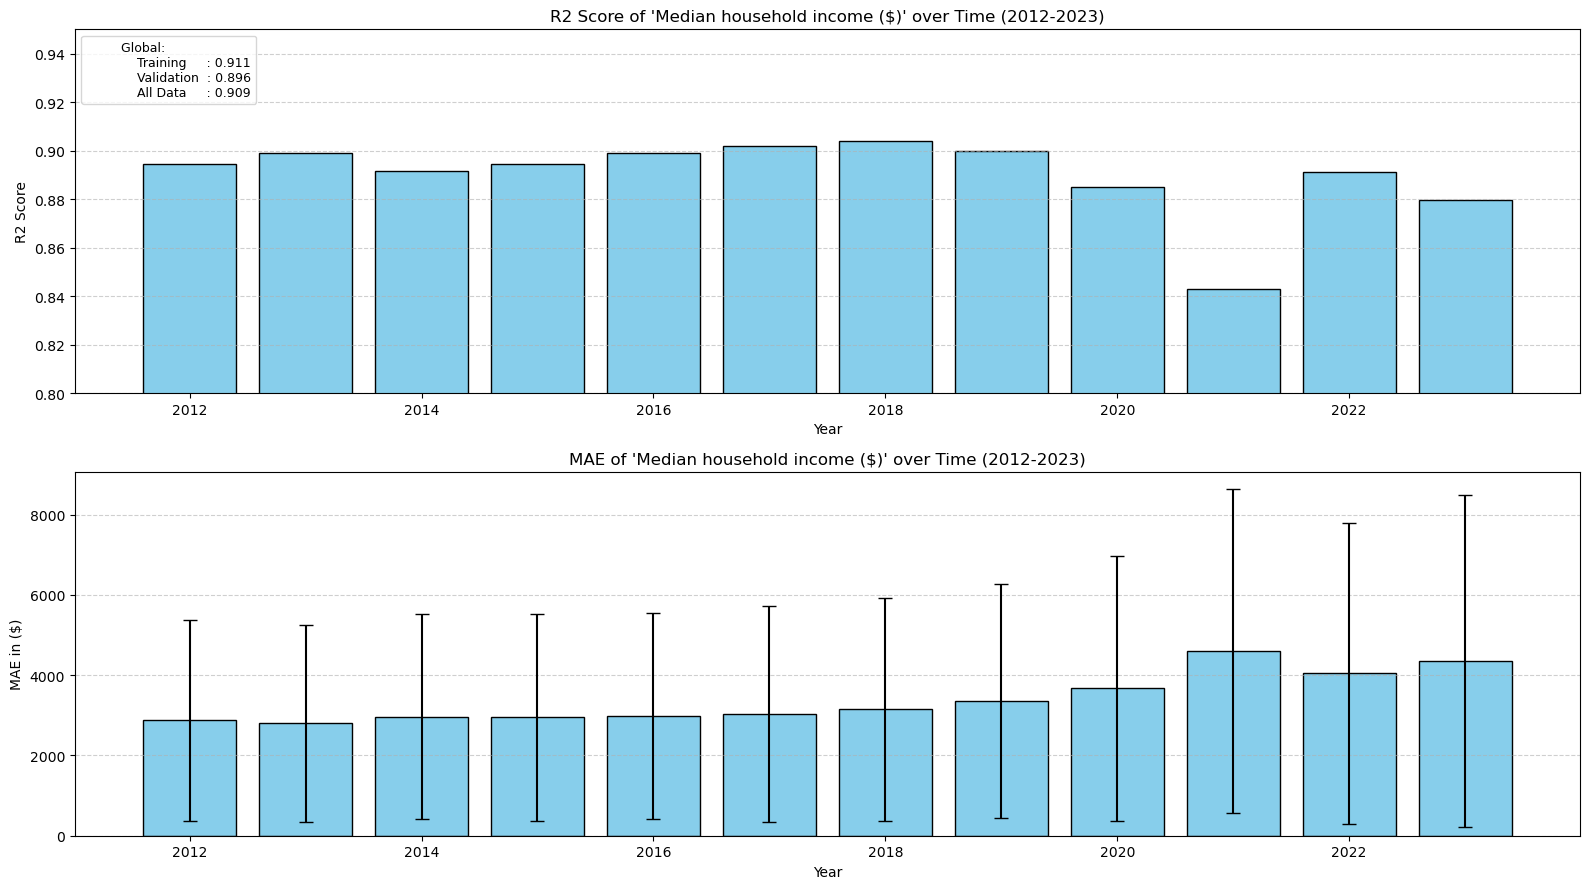 R2 Score of 'Median household income ($)' over Time (2012-2023)
Global:
Training : 0.911
Validation : 0.896
All Data : 0.909
0.94
0.92
0.90
0.88
0.86
0.84
0.82
0.80
R2 Score
2012 2014 2016 2018 2020 2022
Year
MAE of 'Median household income ($)' over Time (2012-2023)
8000
6000
4000
2000
0
MAE in ($)
2012 2014 2016 2018 2020 2022
Year